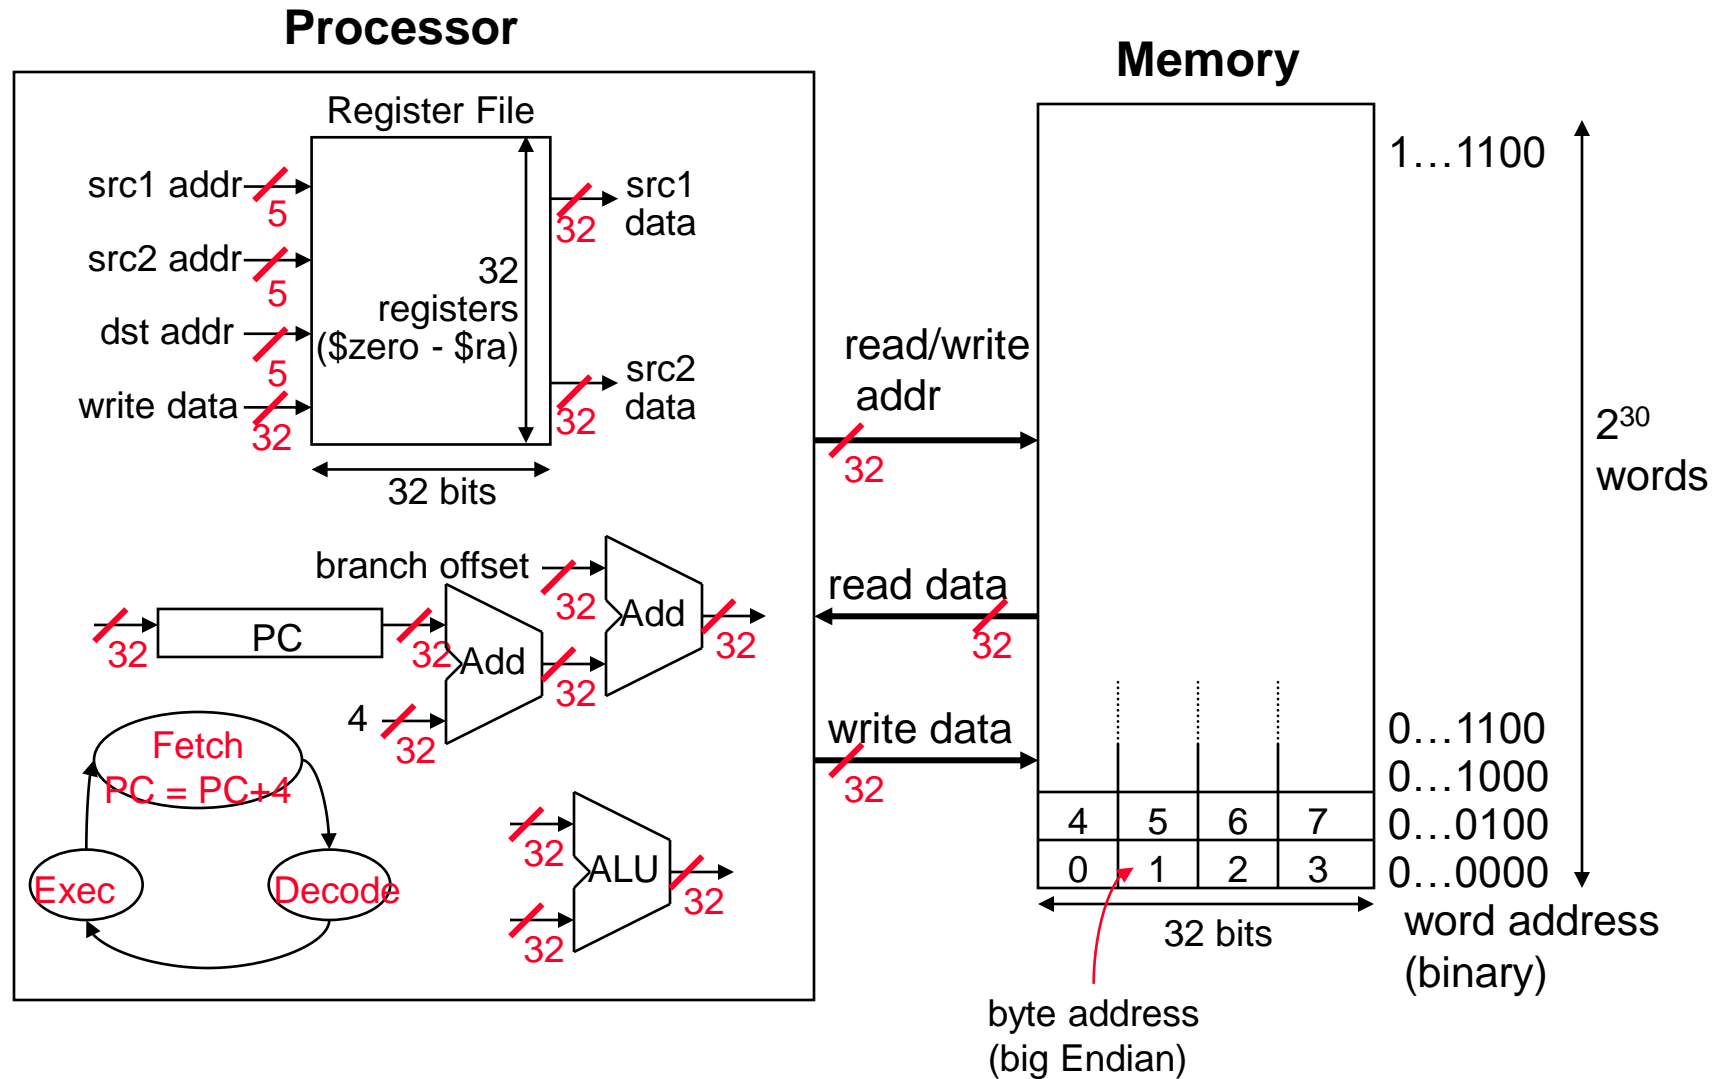 Processor
Register File
src1 addr
5
src2 addr
5
dst addr
5
write data
32
32
registers
($zero - $ra)
32 bits
src1
data
32
src2
data
32
branch offset
32
Add
32
32
PC
32
Add
32
4
32
Fetch
PC = PC+4
Exec
Decode
32
ALU
32
32
read/write
addr
32
read data
32
write data
32
Memory
1…1100
2³⁰
words
0…1100
0…1000
4 5 6 7 0…0100
0 1 2 3 0…0000
32 bits
word address
(binary)
byte address
(big Endian)